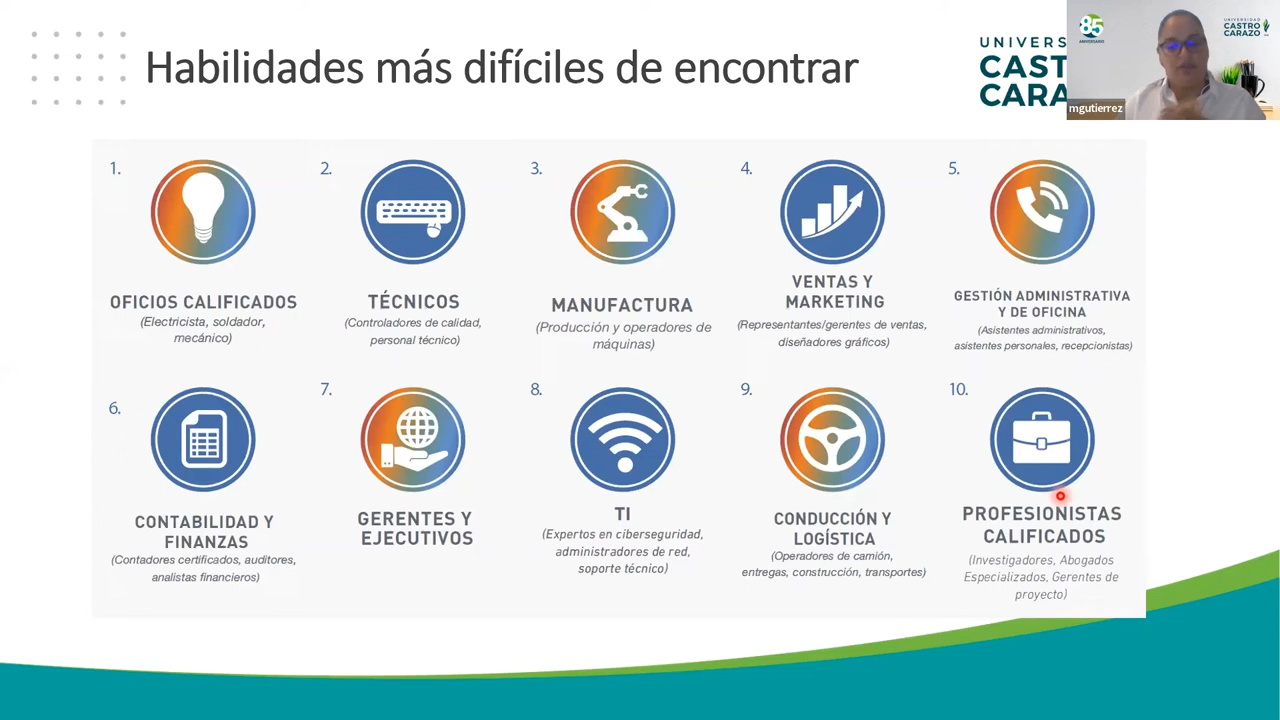 Habilidades más difíciles de encontrar
UNIVERS
CAST
CARA
85
ANIVERSARIO
UNIVERSIDAD
CASTRO
CARAZO
mgutierrez
1.
OFICIOS CALIFICADOS
(Electricista, soldador,
mecánico)
2.
TÉCNICOS
(Controladores de calidad,
personal técnico)
3.
MANUFACTURA
(Producción y operadores de
máquinas)
4.
VENTAS Y
MARKETING
(Representantes/gerentes de ventas,
diseñadores gráficos)
5.
GESTIÓN ADMINISTRATIVA
Y DE OFICINA
(Asistentes administrativos,
asistentes personales, recepcionistas)
6.
CONTABILIDAD Y
FINANZAS
(Contadores certificados, auditores,
analistas financieros)
7.
GERENTES Y
EJECUTIVOS
8.
TI
(Expertos en ciberseguridad,
administradores de red,
soporte técnico)
9.
CONDUCCIÓN Y
LOGÍSTICA
(Operadores de camión,
entregas, construcción, transportes)
10.
PROFESIONISTAS
CALIFICADOS
(Investigadores, Abogados
Especializados, Gerentes de
proyecto)